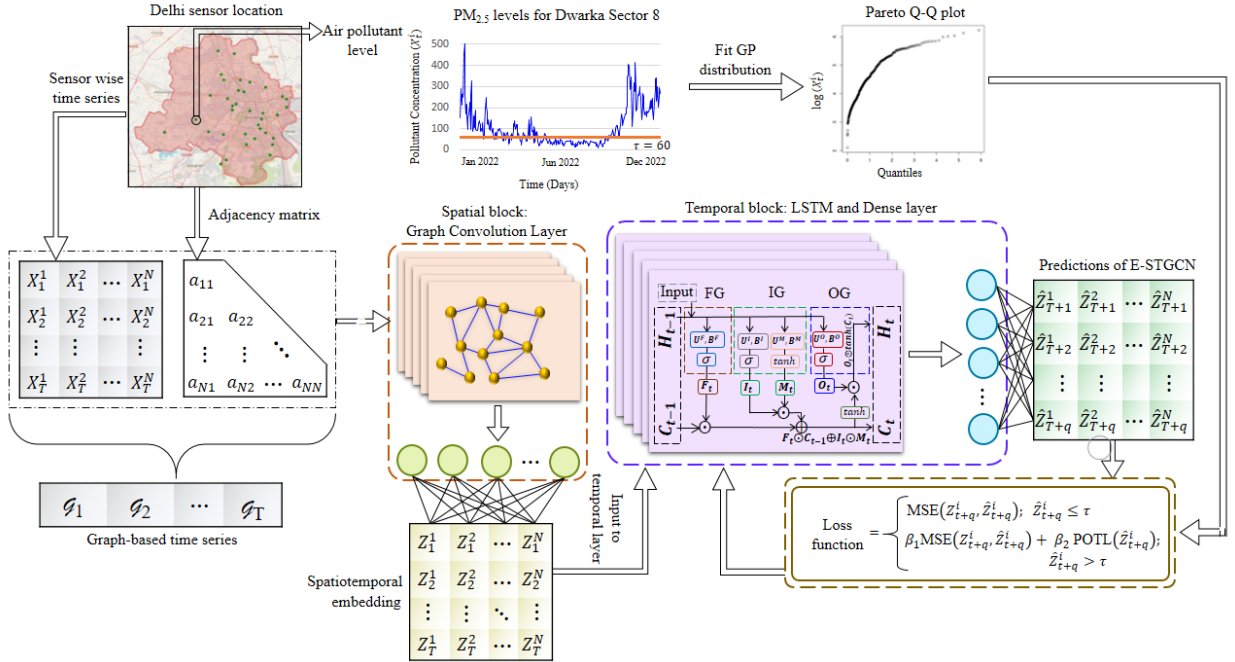 Delhi sensor location
Air pollutant
level
Sensor wise
time series
Adjacency matrix
PM2.5 levels for Dwarka Sector 8
Pollutant Concentration (X_t^i)
500
400
300
200
100
0
τ = 60
Jan 2022 Jun 2022 Dec 2022
Time (Days)
Fit GP
distribution
Pareto Q-Q plot
log(X_t^i)
0 1 2 3 4 5 6
Quantiles
X_1^1 X_1^2 ⋯ X_1^N
X_2^1 X_2^2 ⋯ X_2^N
⋮ ⋮ ⋮ ⋮
X_T^1 X_T^2 ⋯ X_T^N
a_11
a_21 a_22
⋮ ⋮ ⋱
a_N1 a_N2 ⋯ a_NN
𝒢_1 𝒢_2 ⋯ 𝒢_T
Graph-based time series
Spatial block:
Graph Convolution Layer
⋯
Z_1^1 Z_1^2 ⋯ Z_1^N
Z_2^1 Z_2^2 ⋯ Z_2^N
⋮ ⋮ ⋱ ⋮
Z_T^1 Z_T^2 ⋯ Z_T^N
Spatiotemporal
embedding
Input to
temporal layer
Temporal block: LSTM and Dense layer
Input FG IG OG
H_t−1
U^F, B^F U^I, B^I U^M, B^M U^O, B^O
σ σ tanh σ
F_t I_t M_t O_t
O_t⊙tanh(C_t)
H_t
tanh
C_t−1
C_t
F_t⊙C_t−1⊕I_t⊙M_t
⋮
Predictions of E-STGCN
Ẑ_T+1^1 Ẑ_T+1^2 ⋯ Ẑ_T+1^N
Ẑ_T+2^1 Ẑ_T+2^2 ⋯ Ẑ_T+2^N
⋮ ⋮ ⋮
Ẑ_T+q^1 Ẑ_T+q^2 ⋯ Ẑ_T+q^N
Loss
function
=
MSE(Z_t+q^i, Ẑ_t+q^i); Ẑ_t+q^i ≤ τ
β_1MSE(Z_t+q^i, Ẑ_t+q^i) + β_2 POTL(Ẑ_t+q^i);
Ẑ_t+q^i > τ